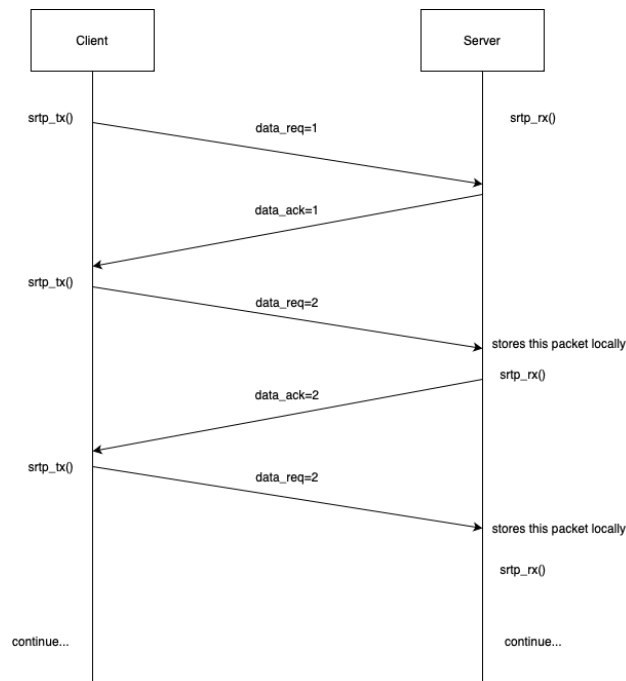 Client
Server
srtp_tx()
srtp_rx()
data_req=1
data_ack=1
srtp_tx()
data_req=2
stores this packet locally
srtp_rx()
data_ack=2
srtp_tx()
data_req=2
stores this packet locally
srtp_rx()
continue...
continue...